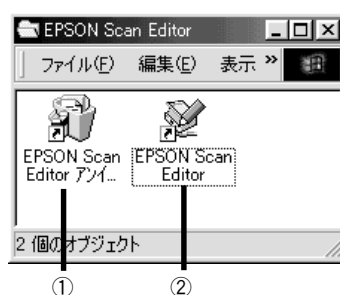 EPSON Scan Editor
ファイル(F) 編集(E) 表示 »
EPSON Scan
Editor アンイ...
EPSON Scan
Editor
2 個のオブジェクト
① ②